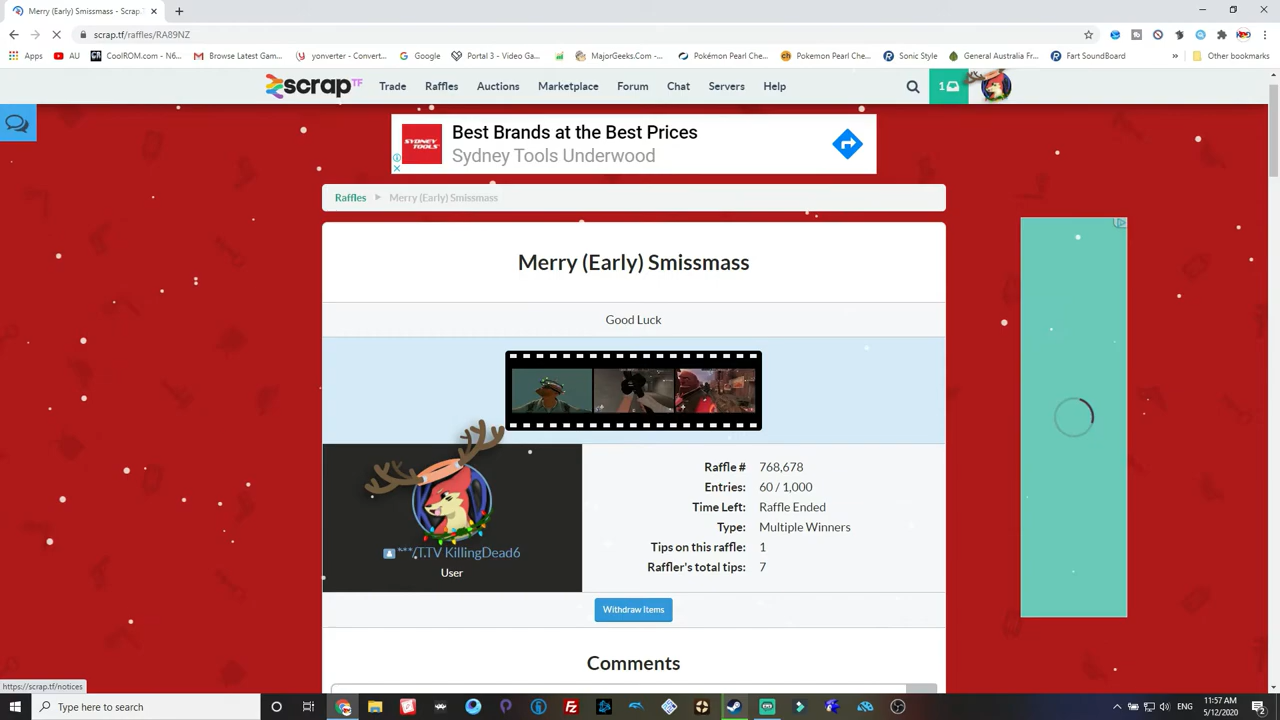 Merry (Early) Smissmass - Scrap.T
scrap.tf/raffles/RA89NZ
Apps
AU
CoolROM.com - N6...
Browse Latest Gam...
yonverter - Convert...
Google
Portal 3 - Video Ga...
MajorGeeks.Com -...
Pokémon Pearl Che...
Pokemon Pearl Che...
Sonic Style
General Australia Fr...
Fart SoundBoard
Other bookmarks
scrap TF
Trade
Raffles
Auctions
Marketplace
Forum
Chat
Servers
Help
1
SYDNEY TOOLS
Best Brands at the Best Prices
Sydney Tools Underwood
Raffles
Merry (Early) Smissmass
Merry (Early) Smissmass
Good Luck
Raffle # 768,678
Entries: 60 / 1,000
Time Left: Raffle Ended
Type: Multiple Winners
Tips on this raffle: 1
Raffler's total tips: 7
KillingDead6
User
Withdraw Items
Comments
https://scrap.tf/notices
Type here to search
ENG
11:57 AM
5/12/2020
2